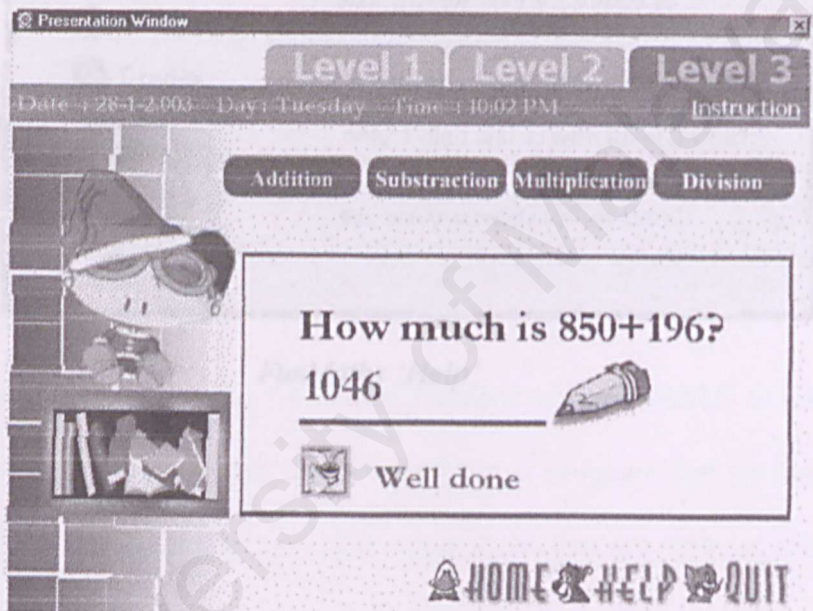 Presentation Window
Level 1 Level 2 Level 3
Date : 28-1-2003 Day : Tuesday Time : 10:02 PM Instruction
Addition Substraction Multiplication Division
How much is 850+196?
1046
Well done
HOME HELP QUIT